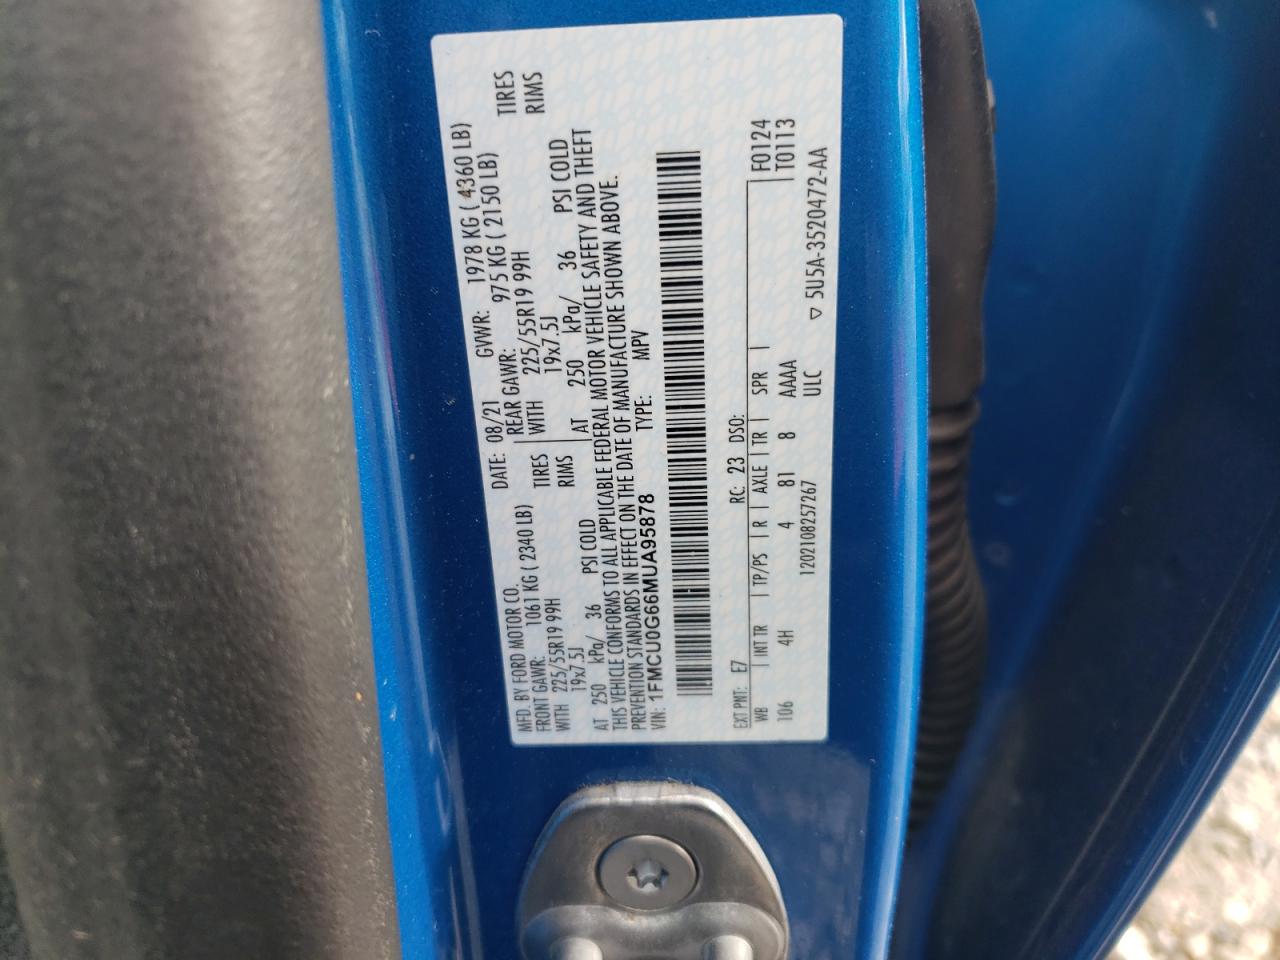 MFD. BY FORD MOTOR CO.
DATE: 08/21 GVWR: 1978 KG ( 4360 LB)
FRONT GAWR: 1061 KG ( 2340 LB) REAR GAWR: 975 KG ( 2150 LB)
WITH 225/55R19 99H TIRES WITH 225/55R19 99H TIRES
19x7.5J RIMS 19x7.5J RIMS
AT 250 kPa/ 36 PSI COLD AT 250 kPa/ 36 PSI COLD
THIS VEHICLE CONFORMS TO ALL APPLICABLE FEDERAL MOTOR VEHICLE SAFETY AND THEFT
PREVENTION STANDARDS IN EFFECT ON THE DATE OF MANUFACTURE SHOWN ABOVE.
VIN: 1FMCU0G66MUA95878 TYPE: MPV
EXT PNT: E7 RC: 23 DSO:
WB | INT TR | TP/PS | R | AXLE | TR | SPR | F0124
106 4H 4 81 8 AAAA T0113
1202108257267 ULC
▽ 5U5A-3520472-AA